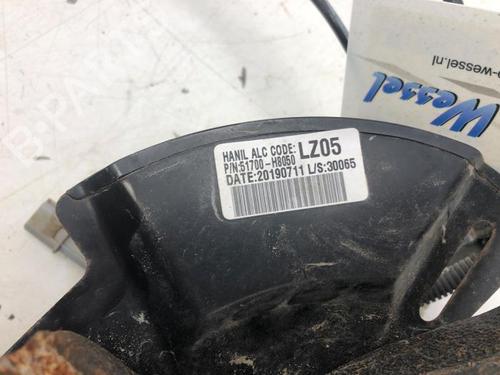 o-wessel.nl
Wessel
HANIL ALC CODE: LZ05
P/N:51700-H8050
DATE:20190711 L/S:30065